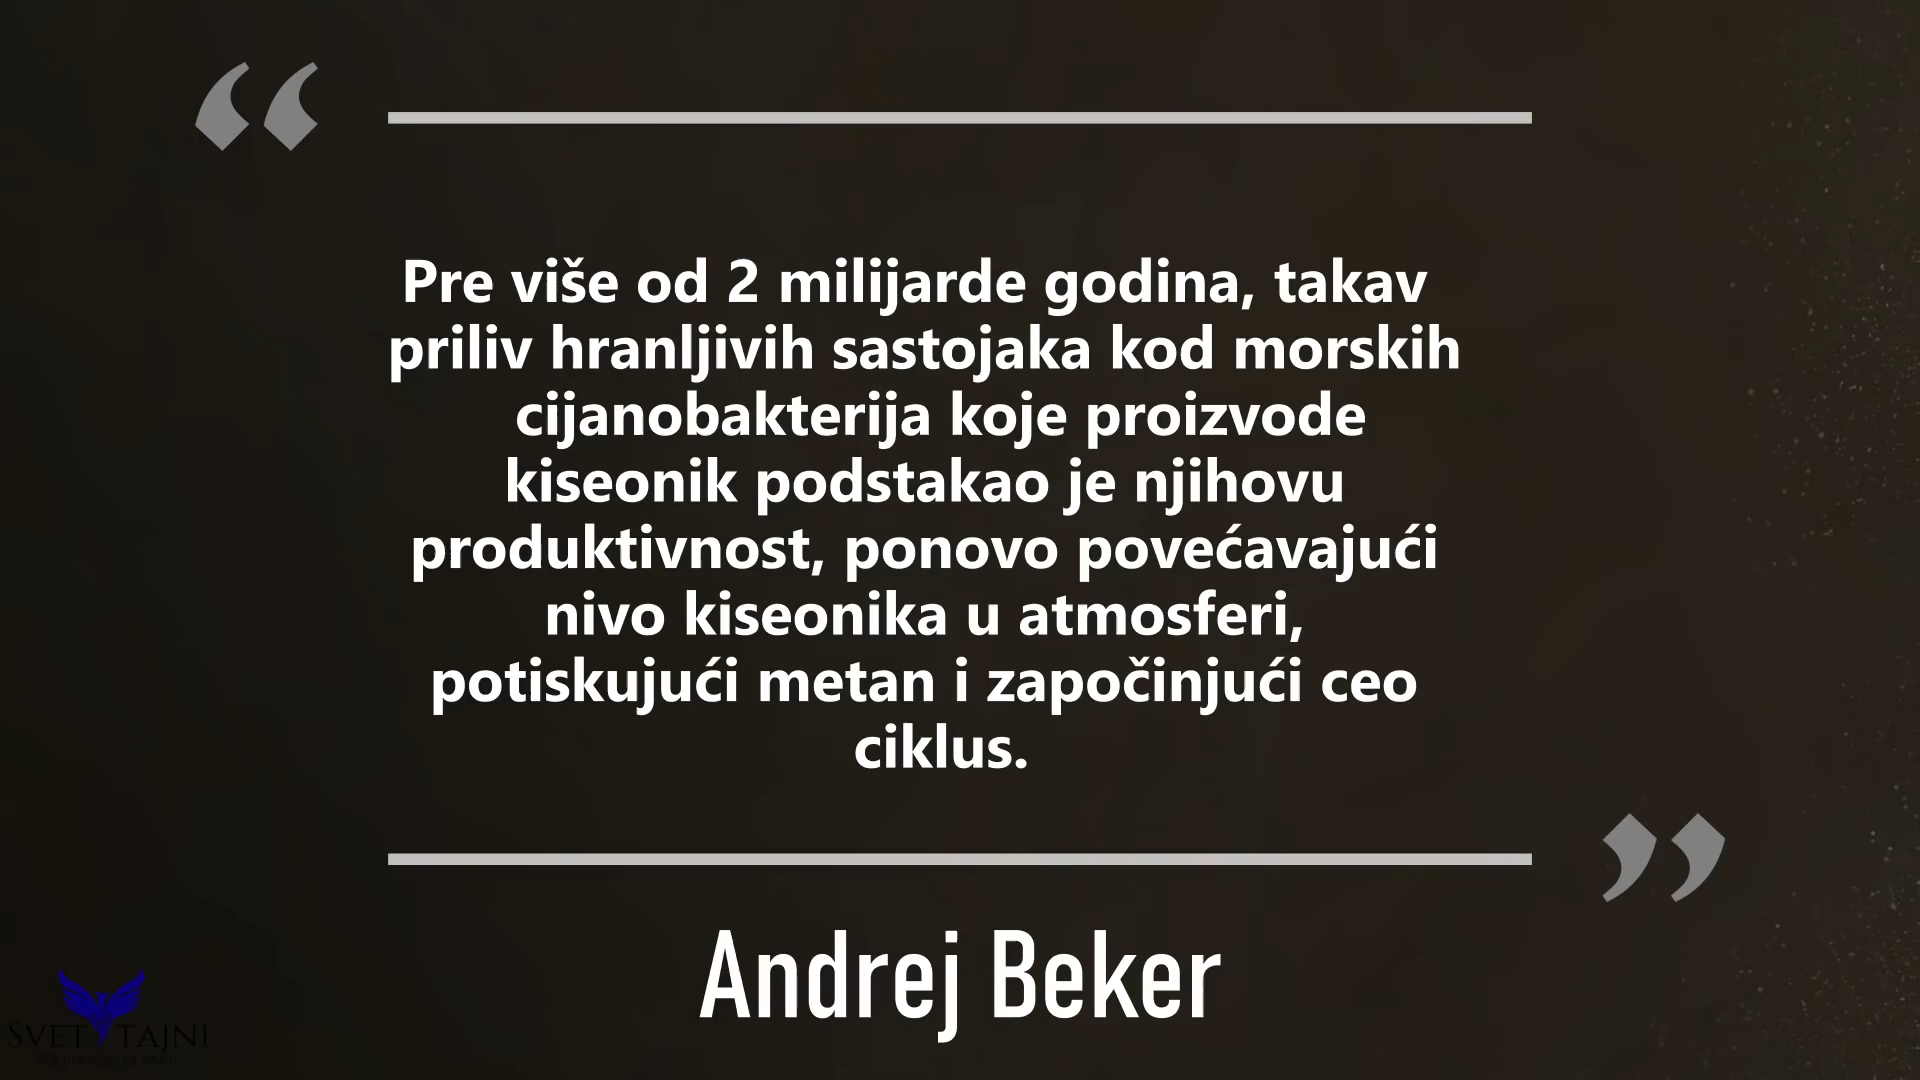 “
Pre više od 2 milijarde godina, takav
priliv hranljivih sastojaka kod morskih
cijanobakterija koje proizvode
kiseonik podstakao je njihovu
produktivnost, ponovo povećavajući
nivo kiseonika u atmosferi,
potiskujući metan i započinjući ceo
ciklus.
”
Andrej Beker
SVET TAJNI